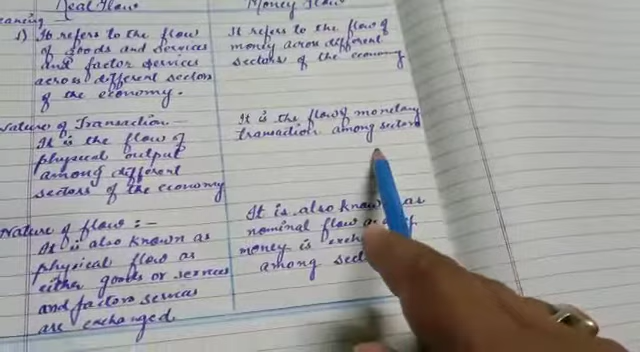 Real Flow
Money Flow
Meaning -
1) It refers to the flow
of goods and services
and factor services
across different sectors
of the economy.
It refers to the flow of
money across different
sectors of the economy
Nature of Transaction -
It is the flow of
physical output
among different
sectors of the economy
It is the flow of monetary
transaction among sectors
Nature of flow :-
It is also known as
physical flow as
either goods or services
and factors services
are exchanged
It is also known as
nominal flow as
money is
among